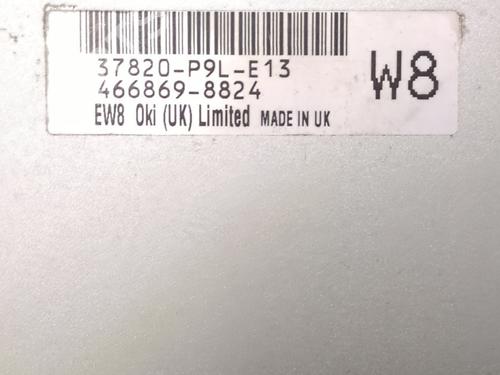 37820-P9L-E13
W8
466869-8824
EW8 Oki (UK) Limited MADE IN UK